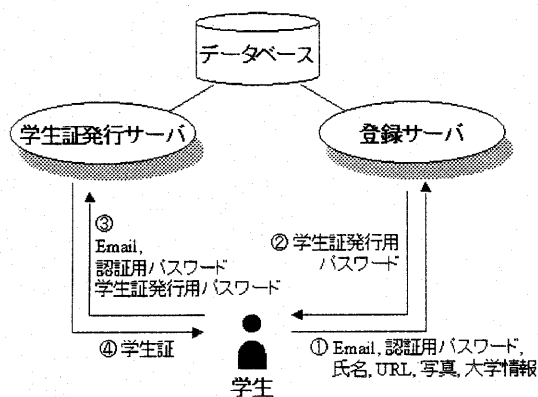 データベース
学生証発行サーバ
登録サーバ
③
Email,
認証用パスワード
学生証発行用パスワード
② 学生証発行用
パスワード
④ 学生証
学生
① Email, 認証用パスワード,
氏名, URL, 写真, 大学情報